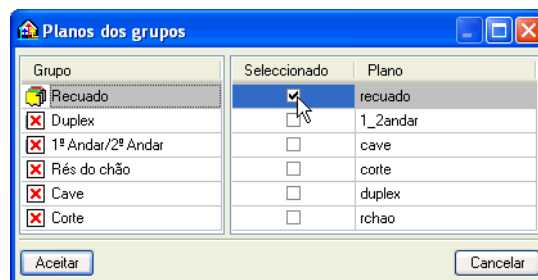 Planos dos grupos
Grupo Seleccionado Plano
Recuado recuado
Duplex 1_2andar
1º Andar/2º Andar cave
Rés do chão corte
Cave duplex
Corte rchao
Aceitar Cancelar